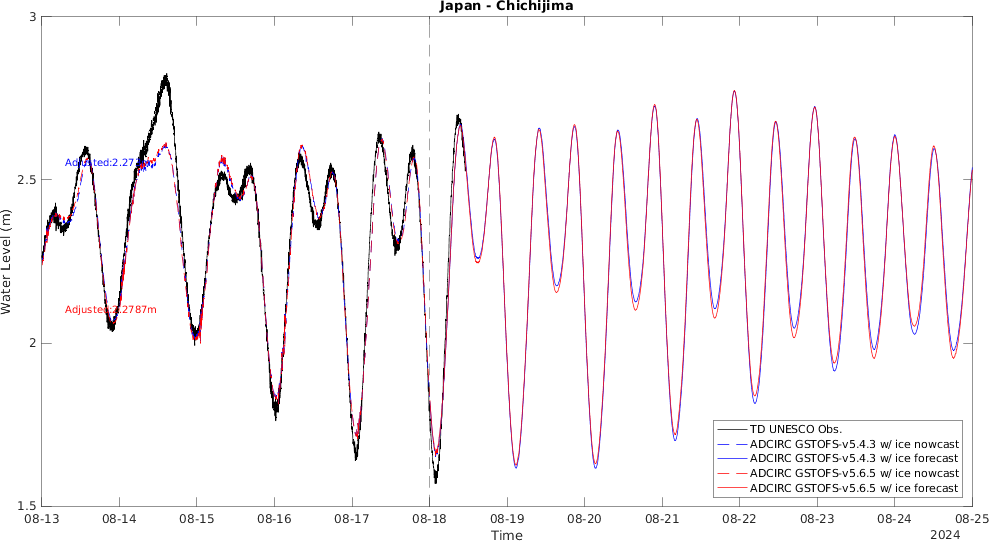 Japan - Chichijima
3
2.5
2
1.5
Water Level (m)
Adjusted:2.27
Adjusted:2.2787m
TD UNESCO Obs.
ADCIRC GSTOFS-v5.4.3 w/ ice nowcast
ADCIRC GSTOFS-v5.4.3 w/ ice forecast
ADCIRC GSTOFS-v5.6.5 w/ ice nowcast
ADCIRC GSTOFS-v5.6.5 w/ ice forecast
08-13 08-14 08-15 08-16 08-17 08-18 08-19 08-20 08-21 08-22 08-23 08-24 08-25
Time
2024